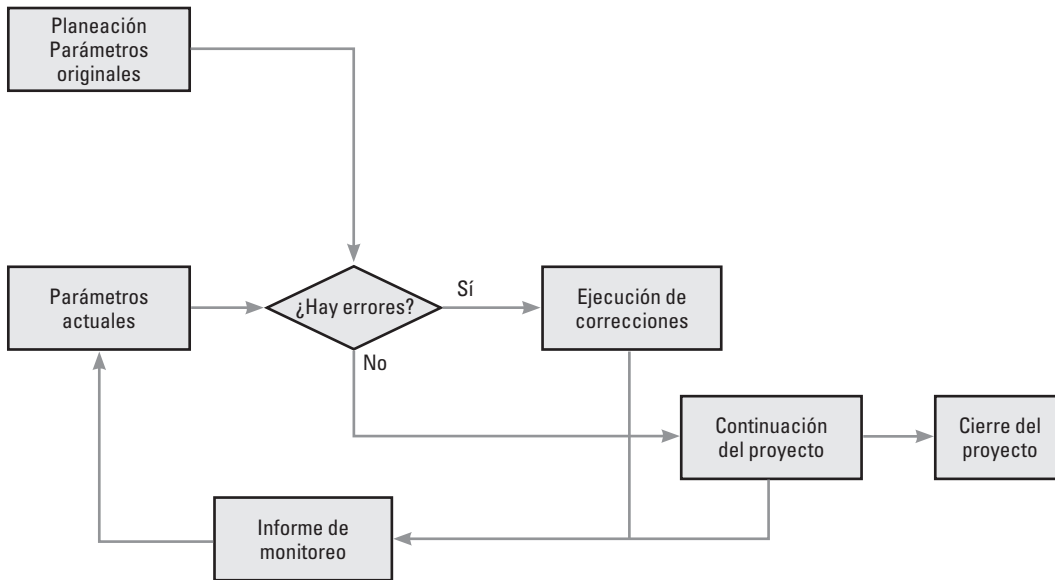 Planeación
Parámetros
originales
Parámetros
actuales
¿Hay errores?
Sí
No
Ejecución de
correcciones
Continuación
del proyecto
Cierre del
proyecto
Informe de
monitoreo